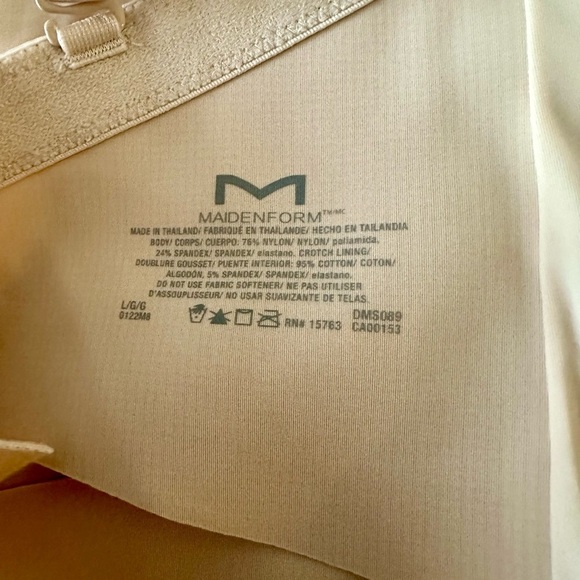 M
MAIDENFORM™/MC
MADE IN THAILAND/ FABRIQUÉ EN THAÏLANDE/ HECHO EN TAILANDIA
BODY/ CORPS/ CUERPO: 76% NYLON/ NYLON/ poliamida,
24% SPANDEX/ SPANDEX/ elastano. CROTCH LINING/
DOUBLURE GOUSSET/ PUENTE INTERIOR: 95% COTTON/ COTON/
ALGODÓN, 5% SPANDEX/ SPANDEX/ elastano.
DO NOT USE FABRIC SOFTENER/ NE PAS UTILISER
D'ASSOUPLISSEUR/ NO USAR SUAVIZANTE DE TELAS.
L/G/G DMS089
0122M8 RN# 15763 CA00153